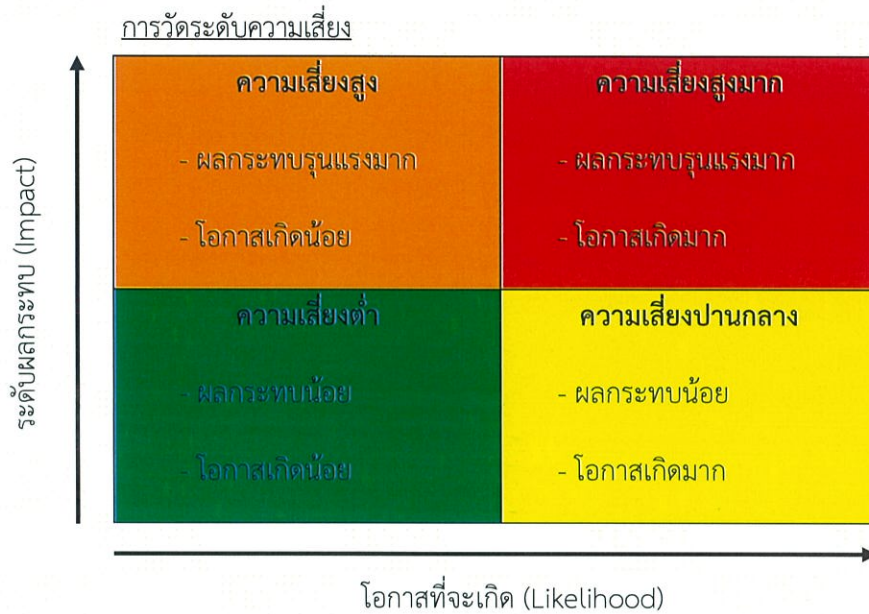 การวัดระดับความเสี่ยง
ระดับผลกระทบ (Impact)
ความเสี่ยงสูง
- ผลกระทบรุนแรงมาก
- โอกาสเกิดน้อย
ความเสี่ยงสูงมาก
- ผลกระทบรุนแรงมาก
- โอกาสเกิดมาก
ความเสี่ยงต่ำ
- ผลกระทบน้อย
- โอกาสเกิดน้อย
ความเสี่ยงปานกลาง
- ผลกระทบน้อย
- โอกาสเกิดมาก
โอกาสที่จะเกิด (Likelihood)